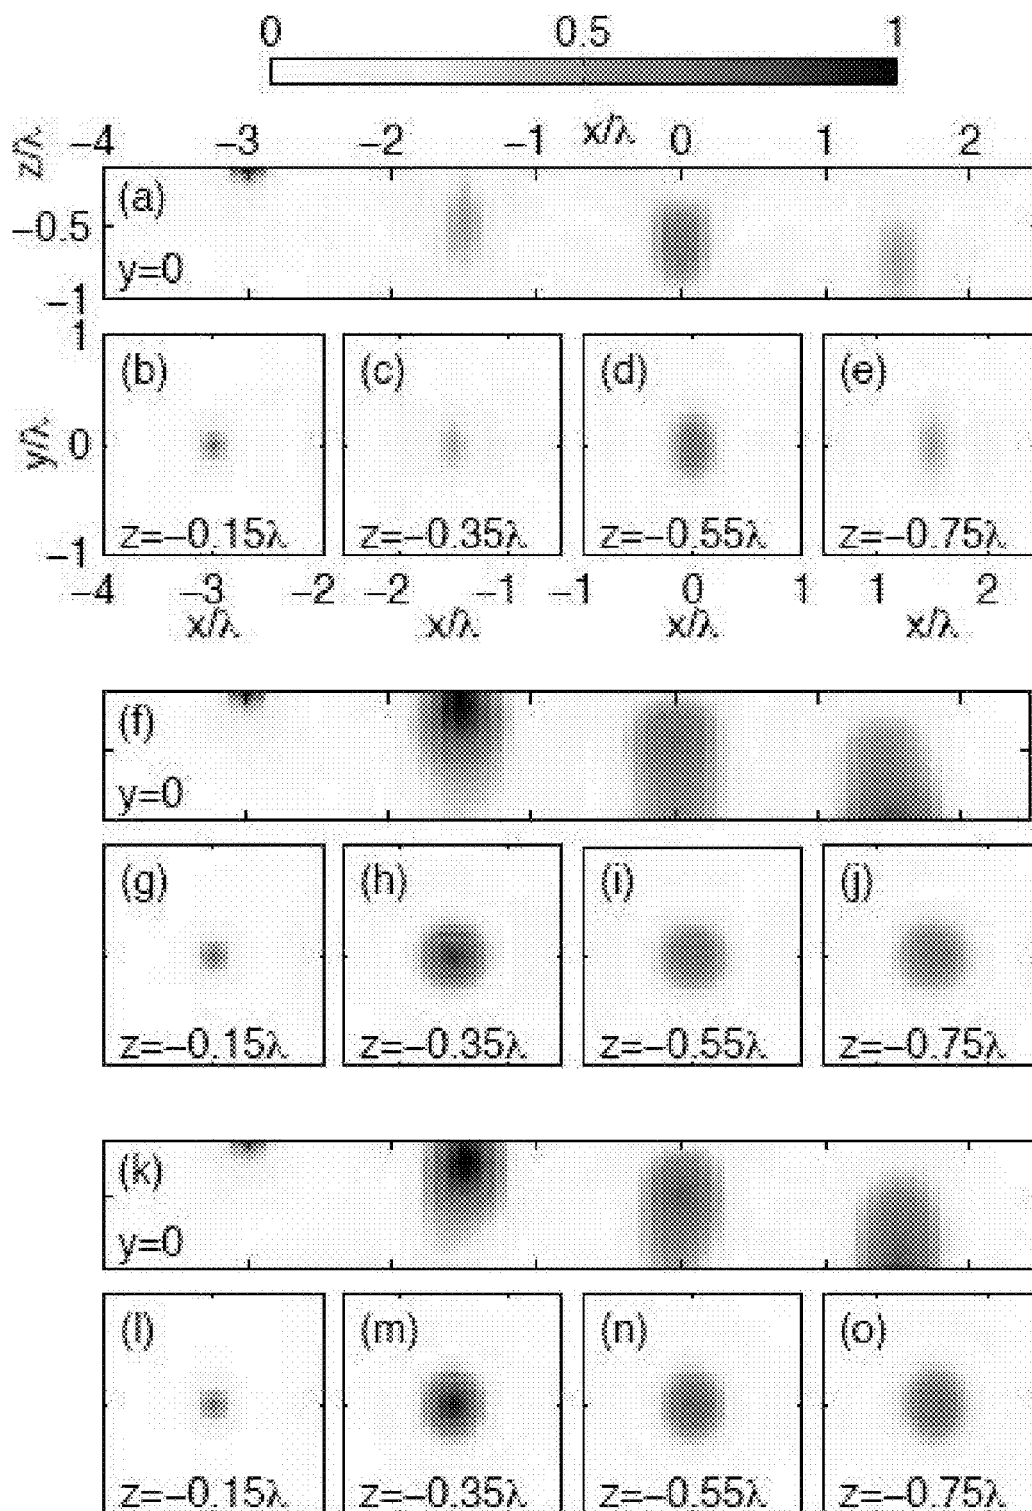 0 0.5 1
x/λ
−4 −3 −2 −1 0 1 2
z/λ
(a)
−0.5
y=0
−1
1
(b) (c) (d) (e)
y/λ 0
z=−0.15λ z=−0.35λ z=−0.55λ z=−0.75λ
−1
−4 −3 −2 −2 −1 −1 0 1 1 2
x/λ x/λ x/λ x/λ
(f)
y=0
(g) (h) (i) (j)
z=−0.15λ z=−0.35λ z=−0.55λ z=−0.75λ
(k)
y=0
(l) (m) (n) (o)
z=−0.15λ z=−0.35λ z=−0.55λ z=−0.75λ